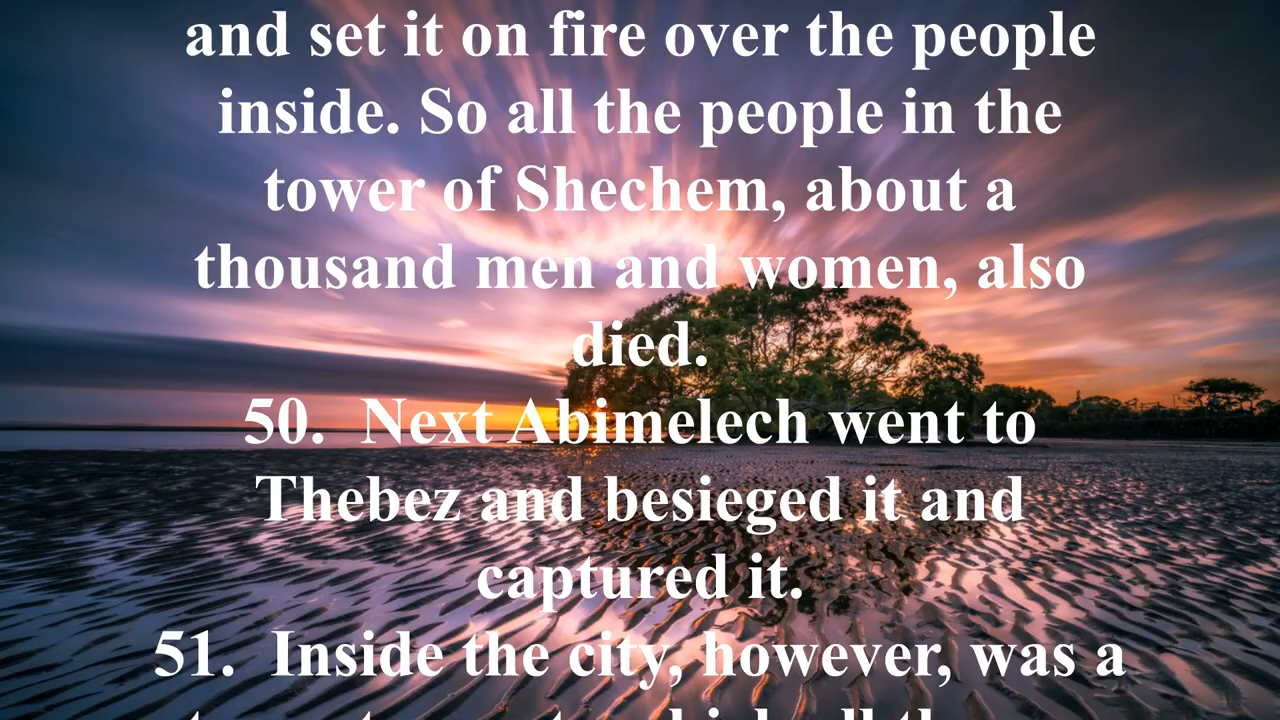 and set it on fire over the people
inside. So all the people in the
tower of Shechem, about a
thousand men and women, also
died.
50.  Next Abimelech went to
Thebez and besieged it and
captured it.
51.  Inside the city, however, was a